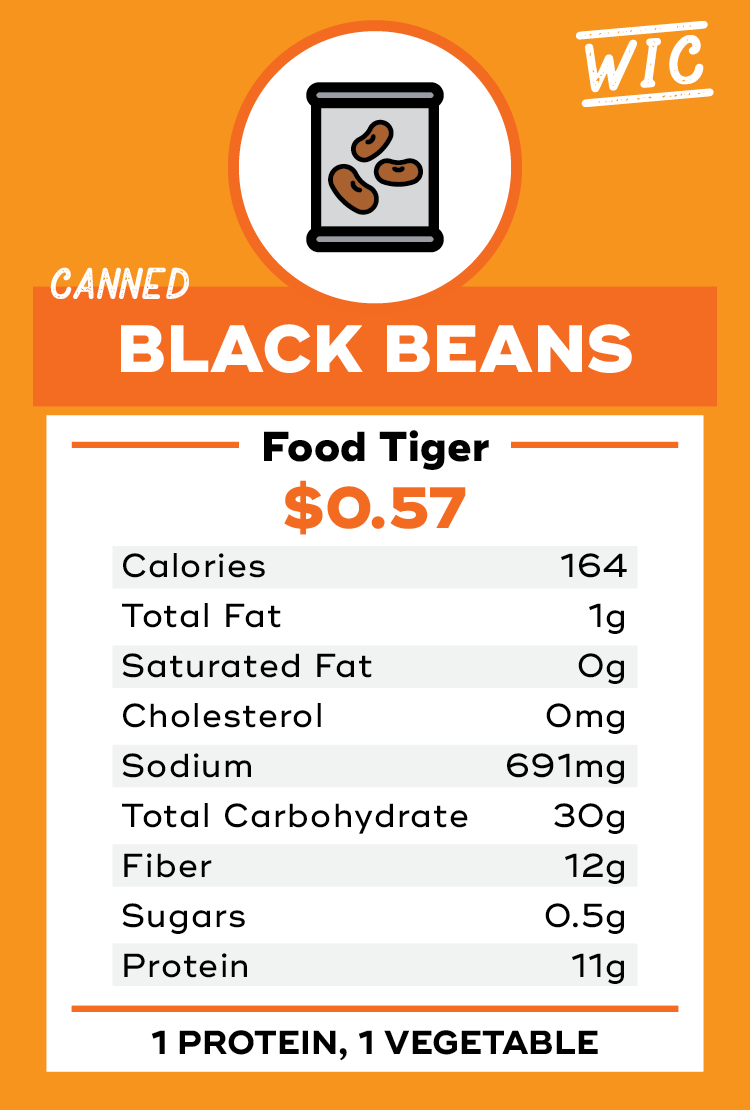 WIC
CANNED
BLACK BEANS
Food Tiger
$0.57
Calories 164
Total Fat 1g
Saturated Fat 0g
Cholesterol 0mg
Sodium 691mg
Total Carbohydrate 30g
Fiber 12g
Sugars 0.5g
Protein 11g
1 PROTEIN, 1 VEGETABLE